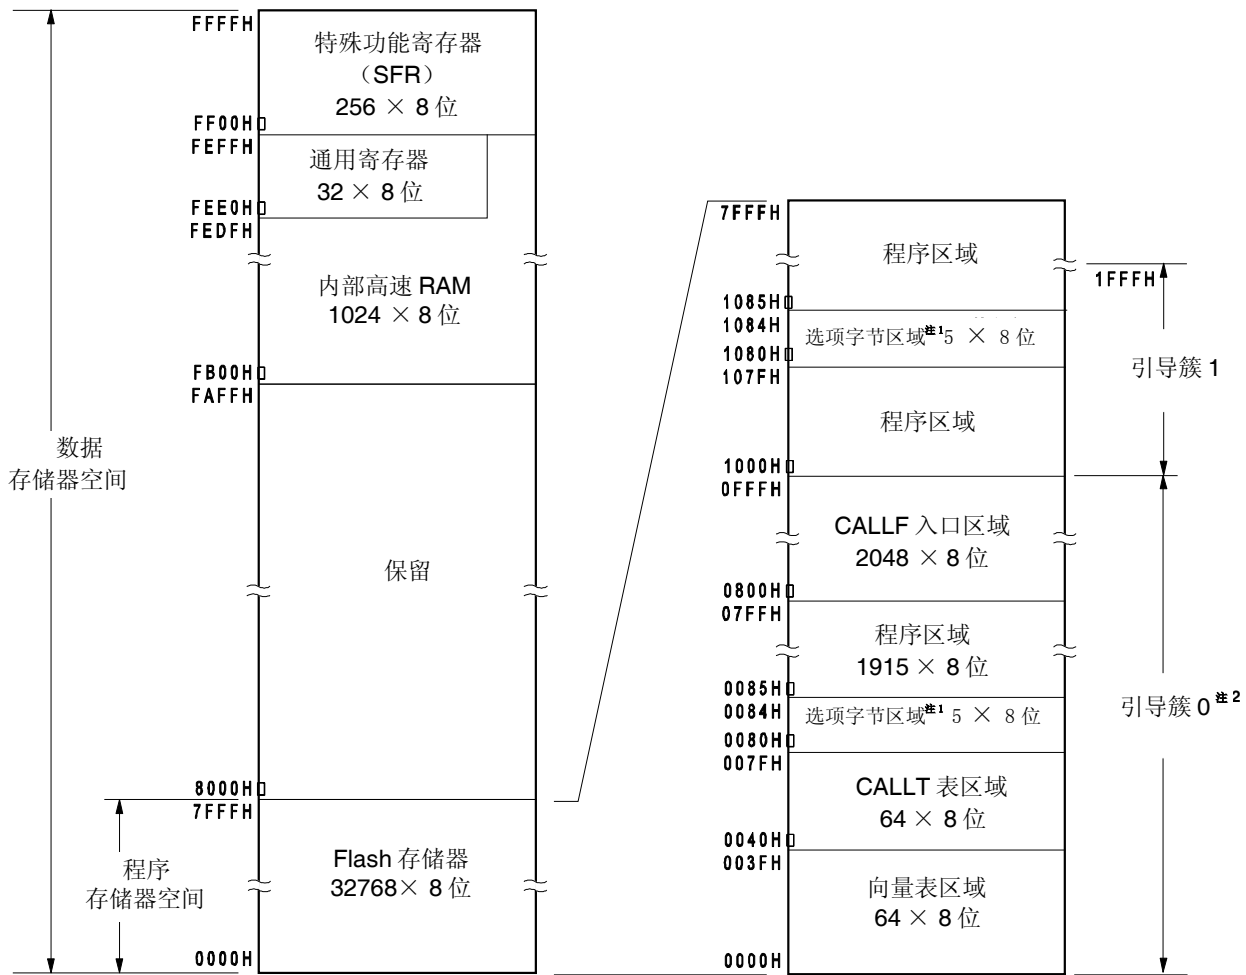 FFFFH
特殊功能寄存器
（SFR）
256 × 8 位
FF00H
FEFFH
通用寄存器
32 × 8 位
FEE0H
FEDFH
内部高速 RAM
1024 × 8 位
FB00H
FAFFH
数据
存储器空间
保留
8000H
7FFFH
程序
存储器空间
Flash 存储器
32768× 8 位
0000H
7FFFH
程序区域
1FFFH
1085H
1084H
选项字节区域注1 5 × 8 位
1080H
107FH
引导簇 1
程序区域
1000H
0FFFH
CALLF 入口区域
2048 × 8 位
0800H
07FFH
程序区域
1915 × 8 位
0085H
0084H
选项字节区域注1 5 × 8 位
引导簇 0 注2
0080H
007FH
CALLT 表区域
64 × 8 位
0040H
003FH
向量表区域
64 × 8 位
0000H